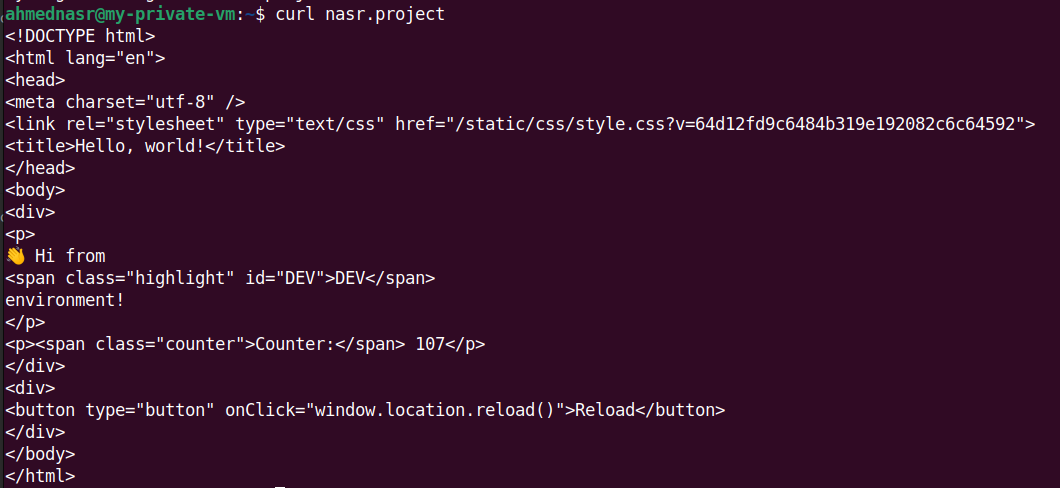 ahmednasr@my-private-vm:~$ curl nasr.project
<!DOCTYPE html>
<html lang="en">
<head>
<meta charset="utf-8" />
<link rel="stylesheet" type="text/css" href="/static/css/style.css?v=64d12fd9c6484b319e192082c6c64592">
<title>Hello, world!</title>
</head>
<body>
<div>
<p>
👋 Hi from
<span class="highlight" id="DEV">DEV</span>
environment!
</p>
<p><span class="counter">Counter:</span> 107</p>
</div>
<div>
<button type="button" onClick="window.location.reload()">Reload</button>
</div>
</body>
</html>